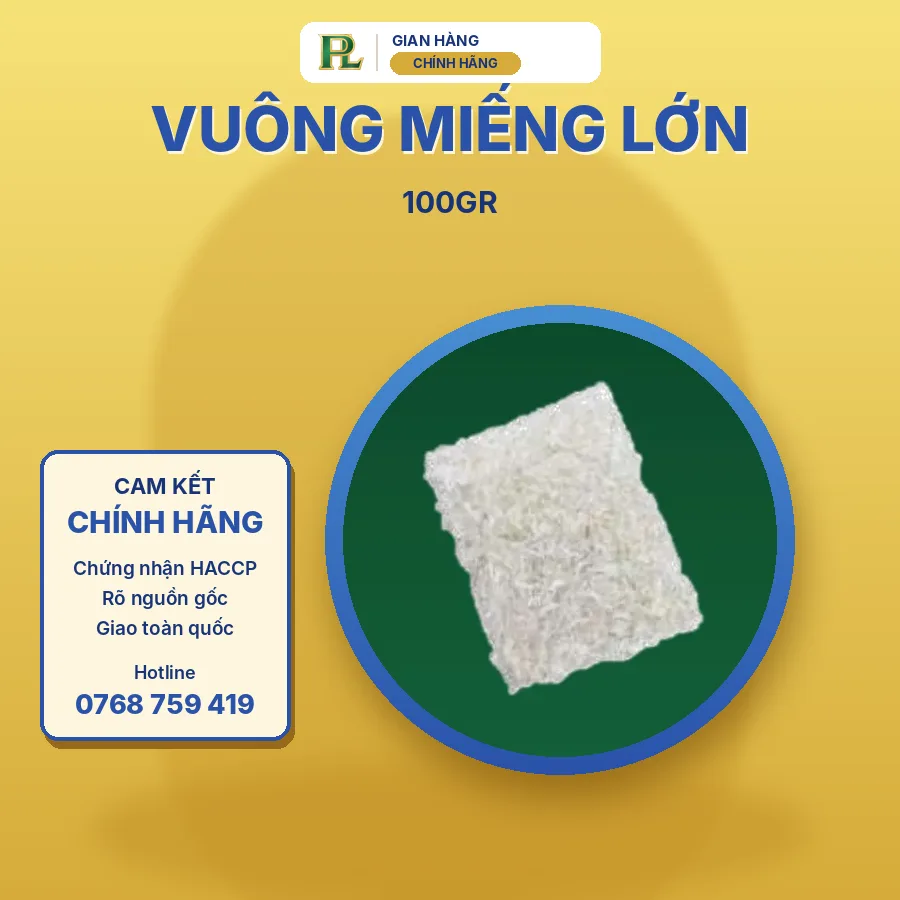 PL
GIAN HÀNG
CHÍNH HÃNG
VUÔNG MIẾNG LỚN
100GR
CAM KẾT
CHÍNH HÃNG
Chứng nhận HACCP
Rõ nguồn gốc
Giao toàn quốc
Hotline
0768 759 419